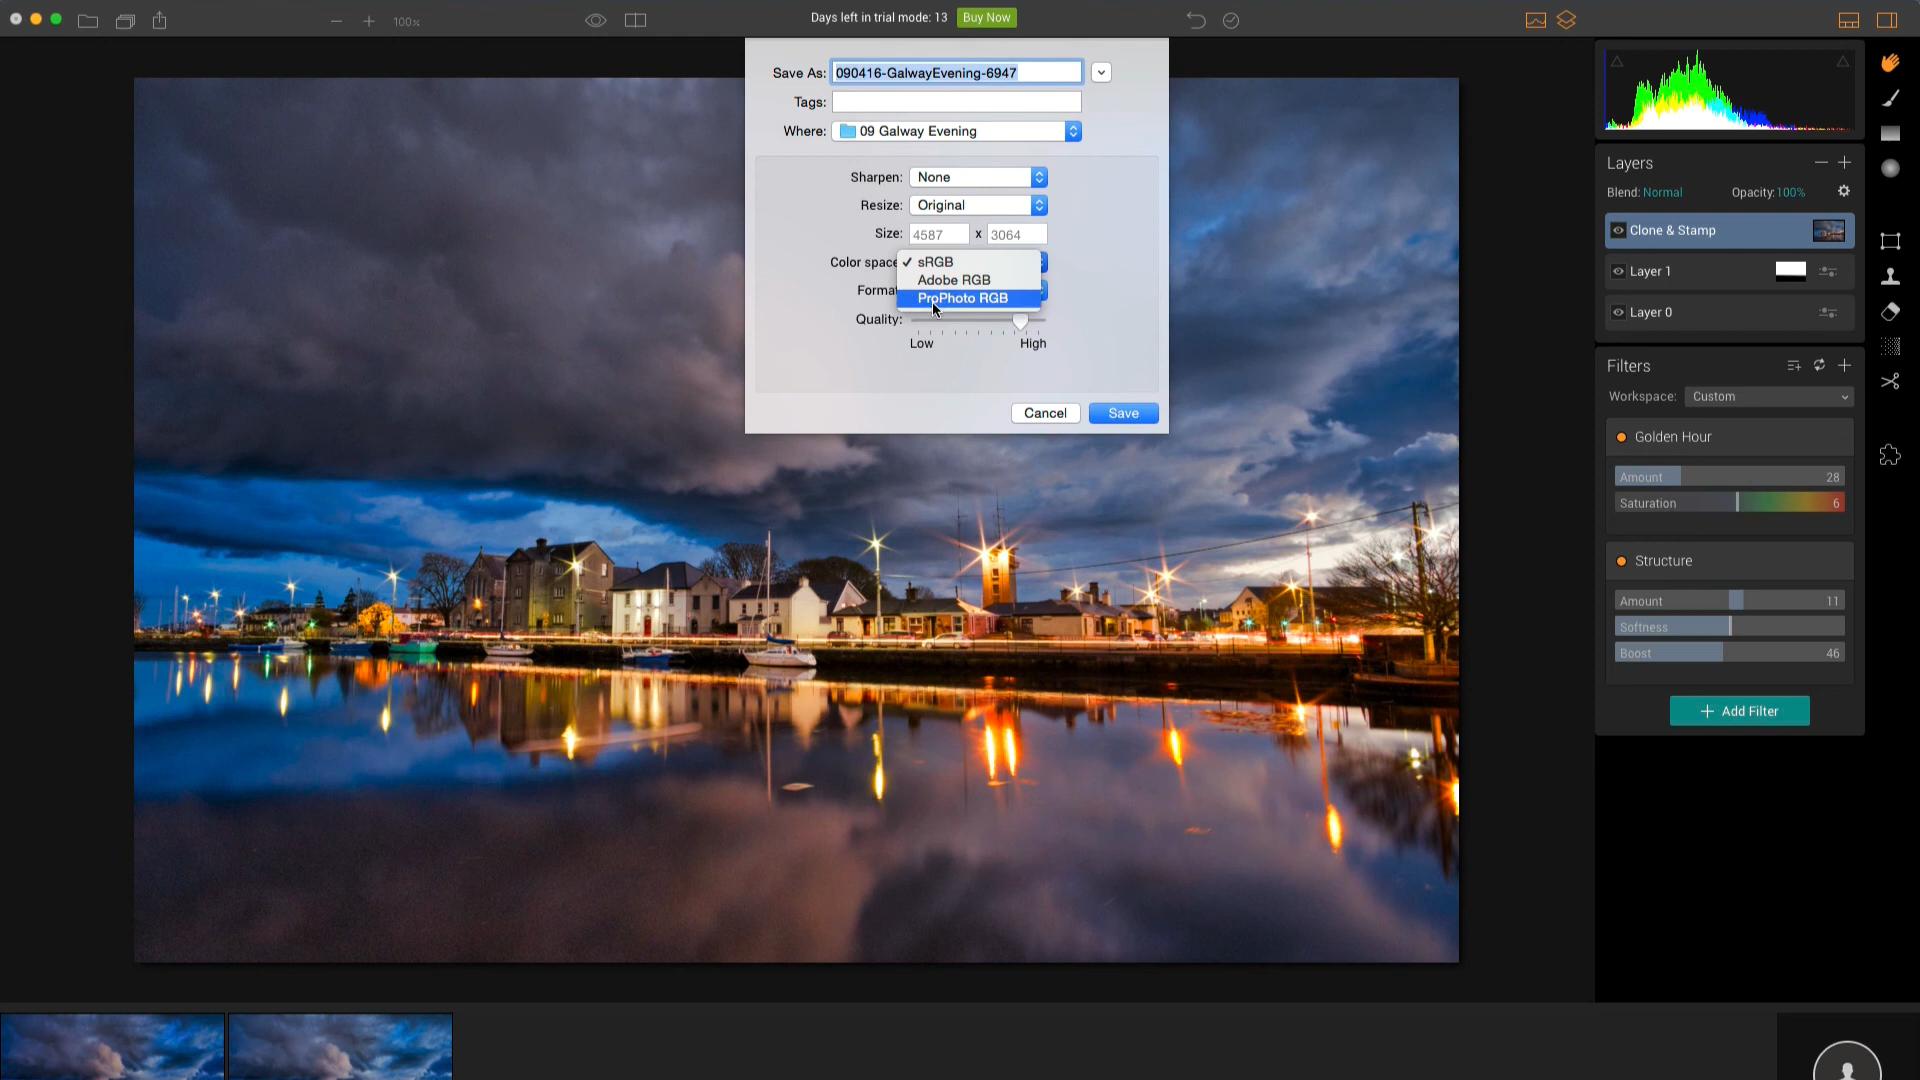 100%
Days left in trial mode: 13 Buy Now
Save As: 090416-GalwayEvening-6947
Tags:
Where: 09 Galway Evening
Sharpen: None
Resize: Original
Size: 4587 x 3064
Color space
✓ sRGB
Adobe RGB
Forma
ProPhoto RGB
Quality:
Low High
Cancel Save
Layers
Blend: Normal Opacity: 100%
Clone & Stamp
Layer 1
Layer 0
Filters
Workspace: Custom
Golden Hour
Amount 28
Saturation 6
Structure
Amount 11
Softness
Boost 46
+ Add Filter